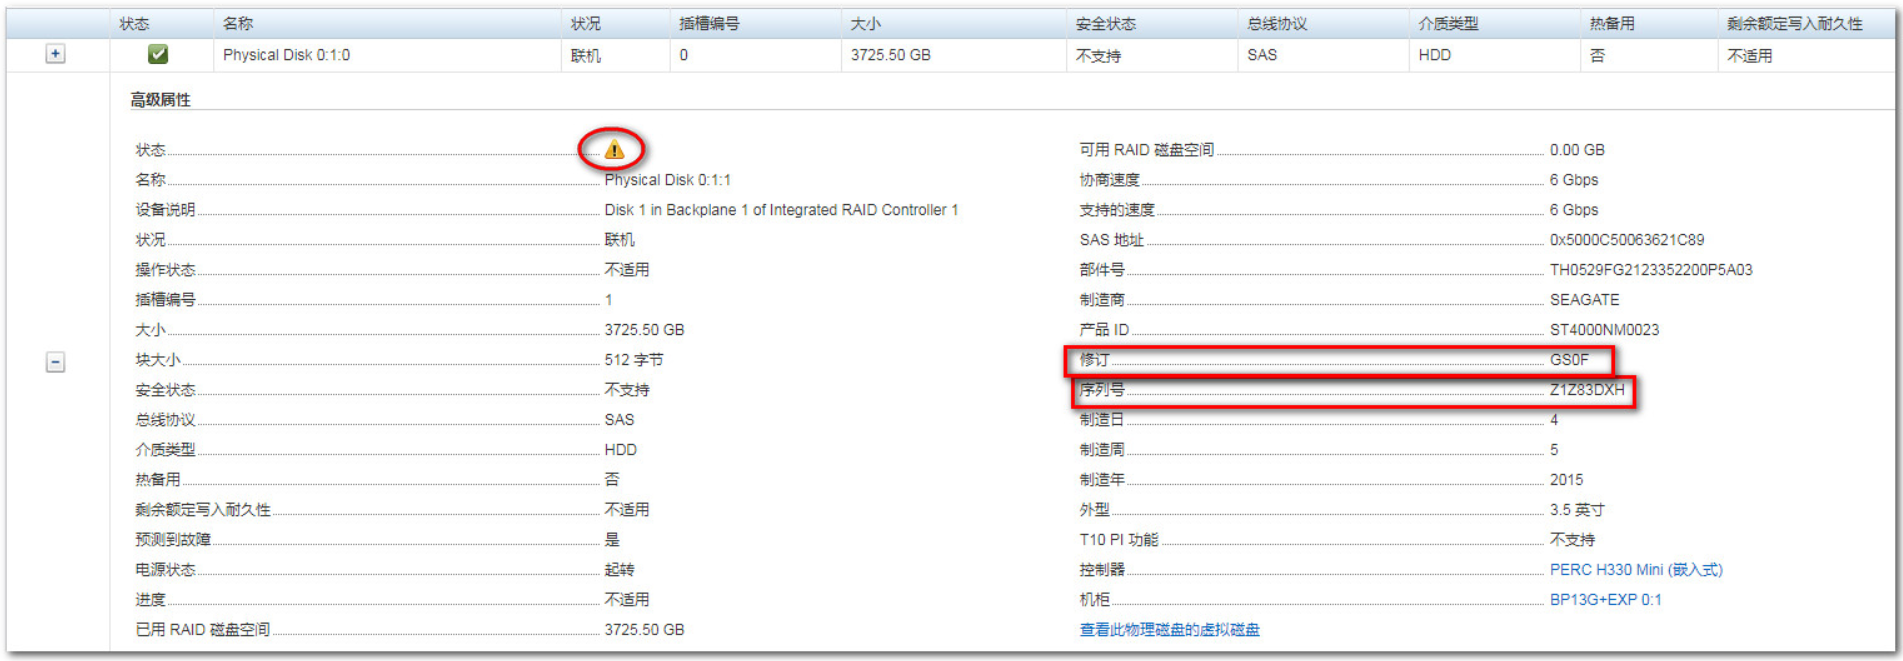 状态 名称 状况 插槽编号 大小 安全状态 总线协议 介质类型 热备用 剩余额定写入耐久性
Physical Disk 0:1:0 联机 0 3725.50 GB 不支持 SAS HDD 否 不适用
高级属性
状态
名称 Physical Disk 0:1:1
设备说明 Disk 1 in Backplane 1 of Integrated RAID Controller 1
状况 联机
操作状态 不适用
插槽编号 1
大小 3725.50 GB
块大小 512 字节
安全状态 不支持
总线协议 SAS
介质类型 HDD
热备用 否
剩余额定写入耐久性 不适用
预测到故障 是
电源状态 起转
进度 不适用
已用 RAID 磁盘空间 3725.50 GB
可用 RAID 磁盘空间 0.00 GB
协商速度 6 Gbps
支持的速度 6 Gbps
SAS 地址 0x5000C50063621C89
部件号 TH0529FG2123352200P5A03
制造商 SEAGATE
产品 ID ST4000NM0023
修订 GS0F
序列号 Z1Z83DXH
制造日 4
制造周 5
制造年 2015
外型 3.5 英寸
T10 PI 功能 不支持
控制器 PERC H330 Mini (嵌入式)
机柜 BP13G+EXP 0:1
查看此物理磁盘的虚拟磁盘